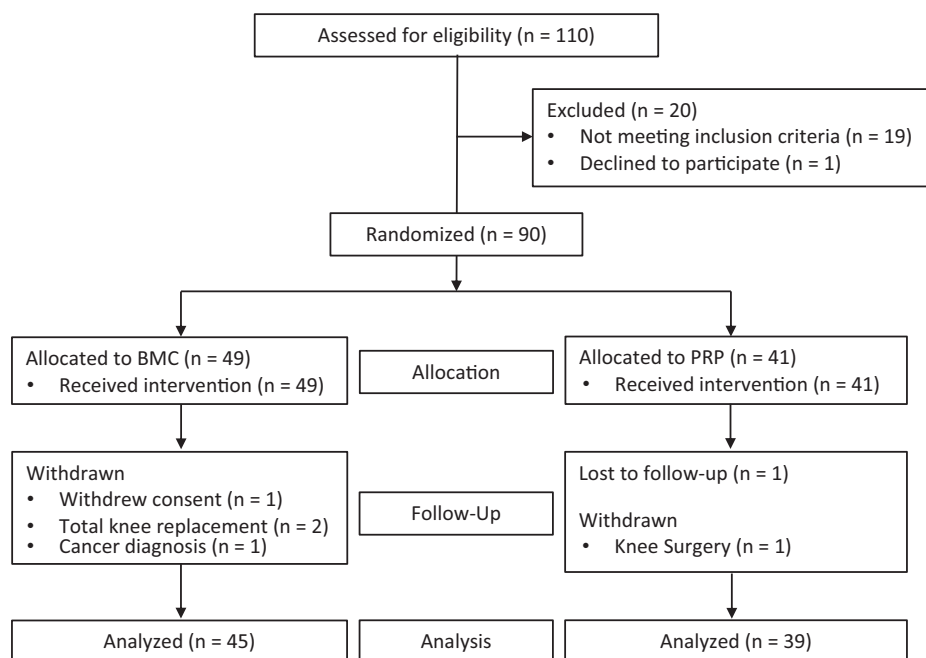 Assessed for eligibility (n = 110)
Excluded (n = 20)
• Not meeting inclusion criteria (n = 19)
• Declined to participate (n = 1)
Randomized (n = 90)
Allocated to BMC (n = 49)
• Received intervention (n = 49)
Allocation
Allocated to PRP (n = 41)
• Received intervention (n = 41)
Withdrawn
• Withdrew consent (n = 1)
• Total knee replacement (n = 2)
• Cancer diagnosis (n = 1)
Follow-Up
Lost to follow-up (n = 1)
Withdrawn
• Knee Surgery (n = 1)
Analyzed (n = 45)
Analysis
Analyzed (n = 39)